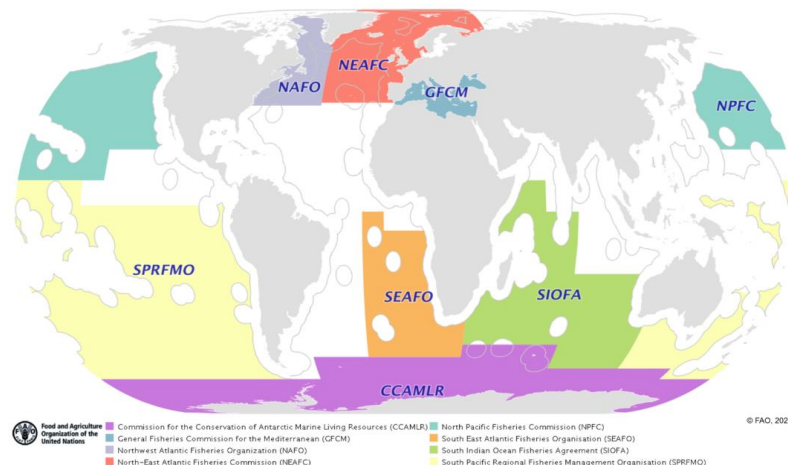 NEAFC
NAFO
GFCM
NPFC
SPRFMO
SEAFO
SIOFA
CCAMLR
© FAO, 202
Food and Agriculture
Organization of the
United Nations
Commission for the Conservation of Antarctic Marine Living Resources (CCAMLR)
General Fisheries Commission for the Mediterranean (GFCM)
Northwest Atlantic Fisheries Organization (NAFO)
North-East Atlantic Fisheries Commission (NEAFC)
North Pacific Fisheries Commission (NPFC)
South East Atlantic Fisheries Organisation (SEAFO)
South Indian Ocean Fisheries Agreement (SIOFA)
South Pacific Regional Fisheries Management Organisation (SPRFMO)